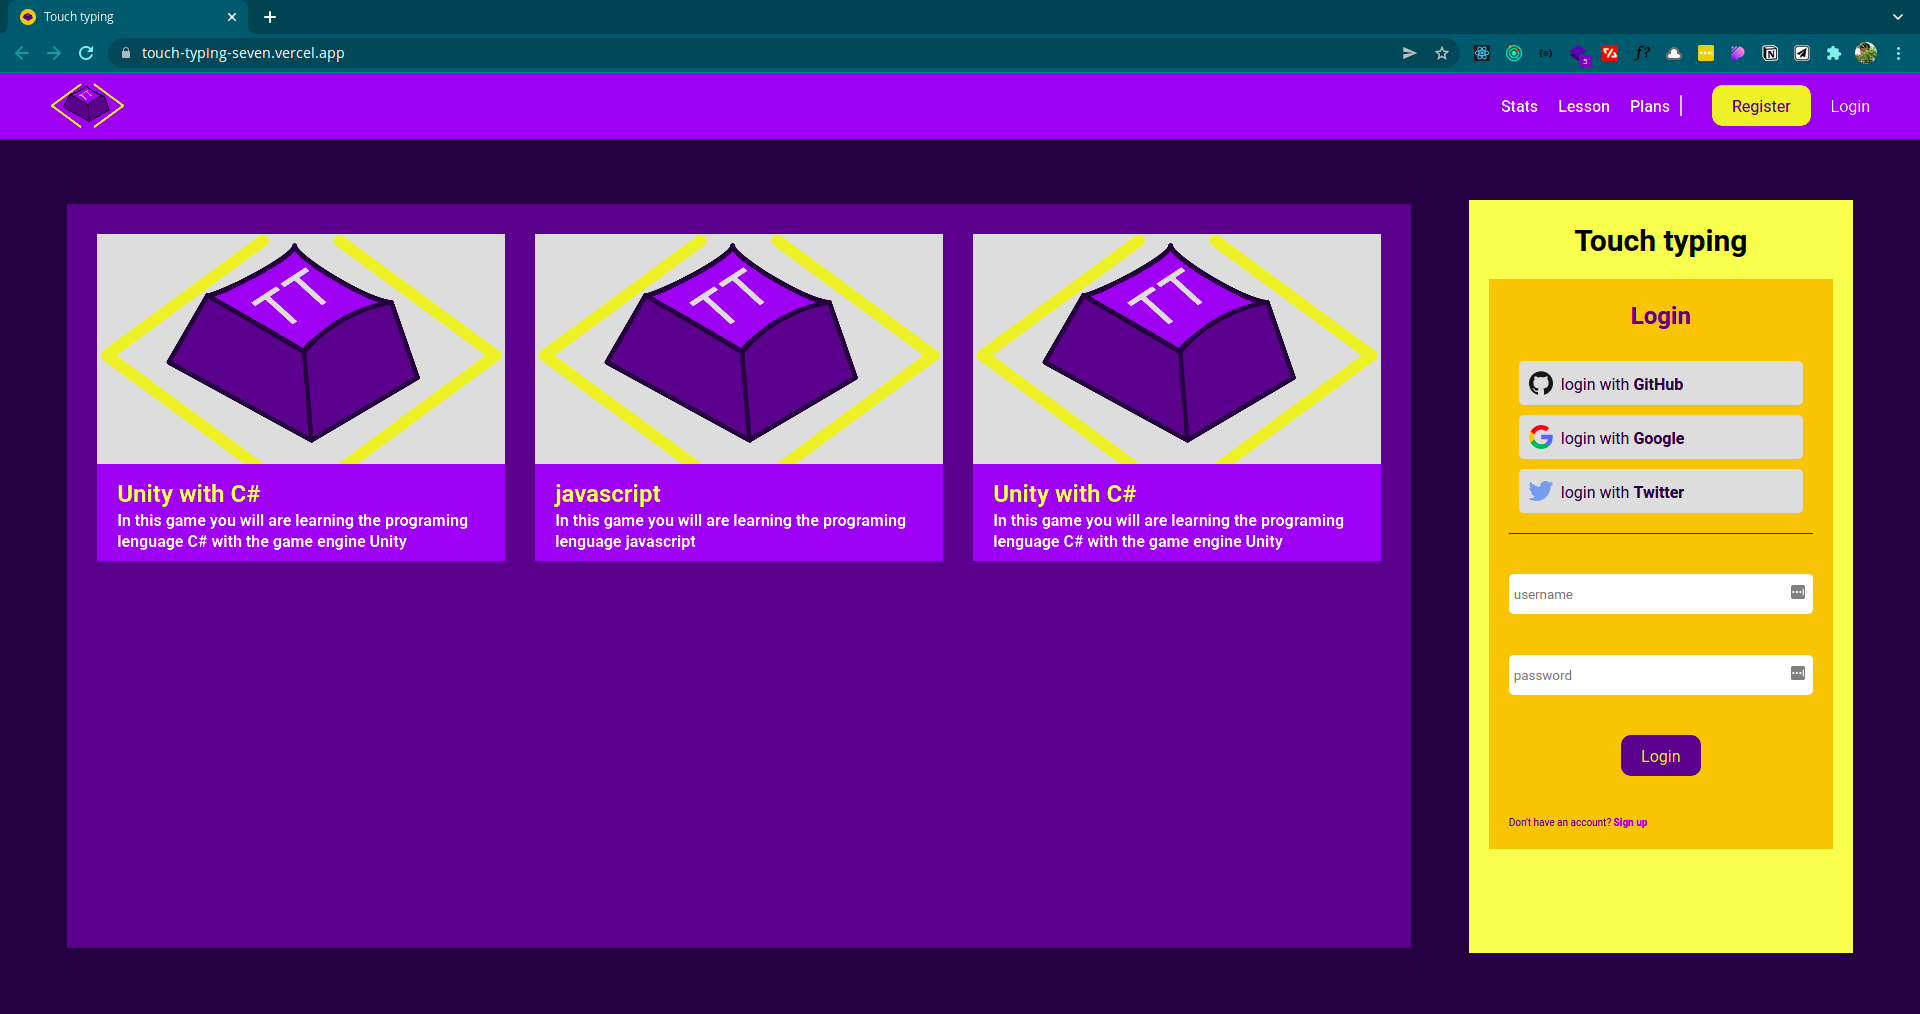 Touch typing
touch-typing-seven.vercel.app
5
TT
Stats
Lesson
Plans
Register
Login
TT
TT
TT
Unity with C#
In this game you will are learning the programing
lenguage C# with the game engine Unity
javascript
In this game you will are learning the programing
lenguage javascript
Unity with C#
In this game you will are learning the programing
lenguage C# with the game engine Unity
Touch typing
Login
login with GitHub
login with Google
login with Twitter
username
password
Login
Don't have an account? Sign up